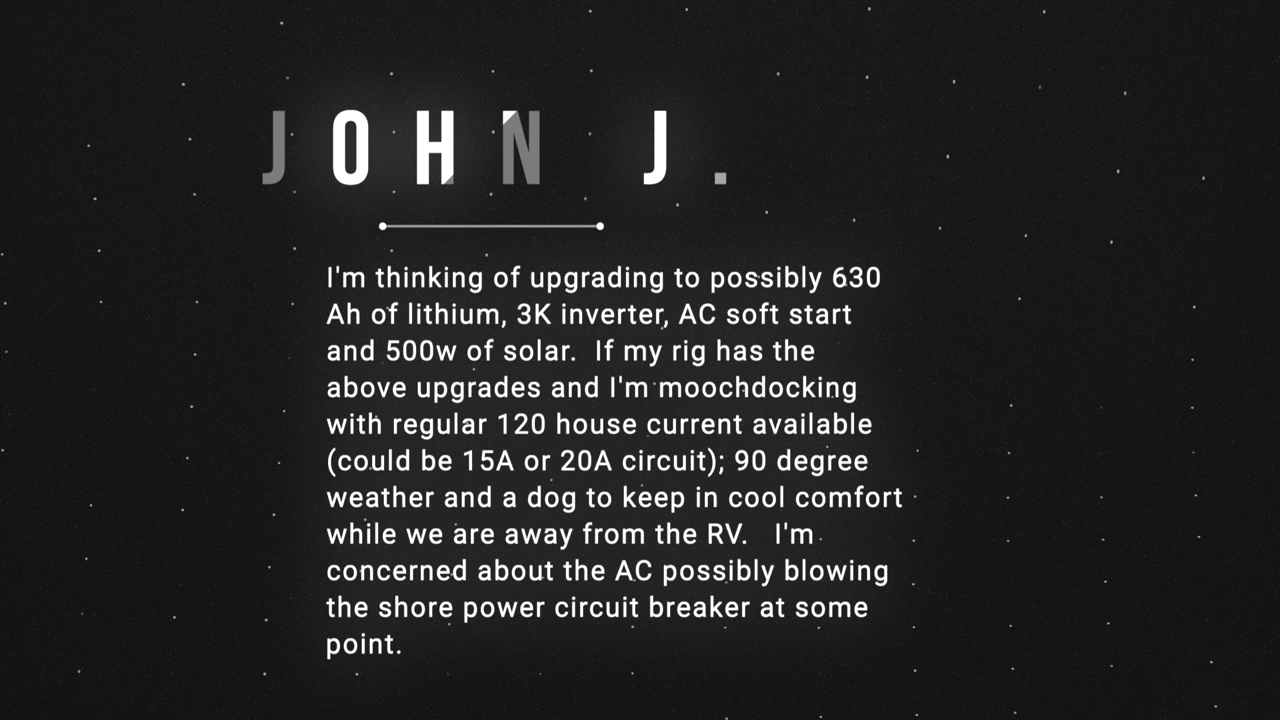 JOHN J.
I'm thinking of upgrading to possibly 630
Ah of lithium, 3K inverter, AC soft start
and 500w of solar.  If my rig has the
above upgrades and I'm moochdocking
with regular 120 house current available
(could be 15A or 20A circuit); 90 degree
weather and a dog to keep in cool comfort
while we are away from the RV.   I'm
concerned about the AC possibly blowing
the shore power circuit breaker at some
point.